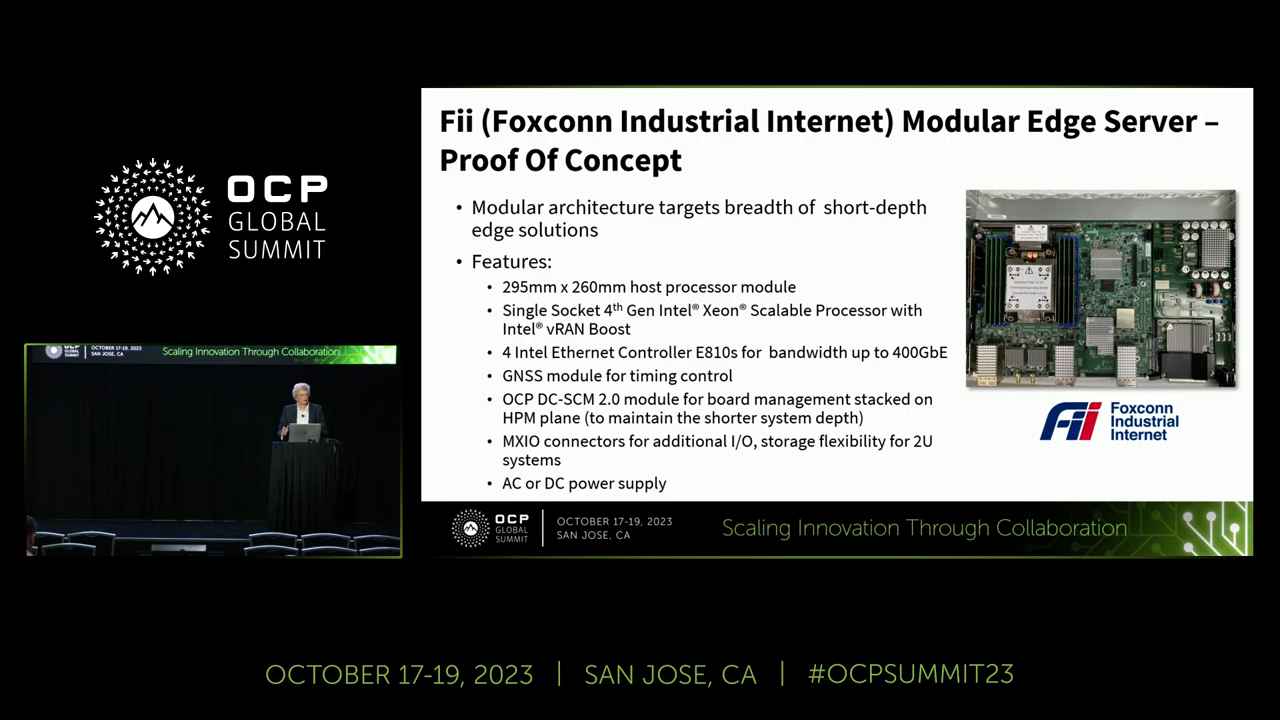 OCP
GLOBAL
SUMMIT
OCP
GLOBAL
SUMMIT
OCTOBER 17-19, 2023
SAN JOSE, CA
Scaling Innovation Through Collaboration
Fii (Foxconn Industrial Internet) Modular Edge Server –
Proof Of Concept
• Modular architecture targets breadth of short-depth
edge solutions
• Features:
• 295mm x 260mm host processor module
• Single Socket 4th Gen Intel® Xeon® Scalable Processor with
Intel® vRAN Boost
• 4 Intel Ethernet Controller E810s for bandwidth up to 400GbE
• GNSS module for timing control
• OCP DC-SCM 2.0 module for board management stacked on
HPM plane (to maintain the shorter system depth)
• MXIO connectors for additional I/O, storage flexibility for 2U
systems
• AC or DC power supply
Fii
Foxconn
Industrial
Internet
OCP
GLOBAL
SUMMIT
OCTOBER 17-19, 2023
SAN JOSE, CA
Scaling Innovation Through Collaboration
OCTOBER 17-19, 2023 | SAN JOSE, CA | #OCPSUMMIT23